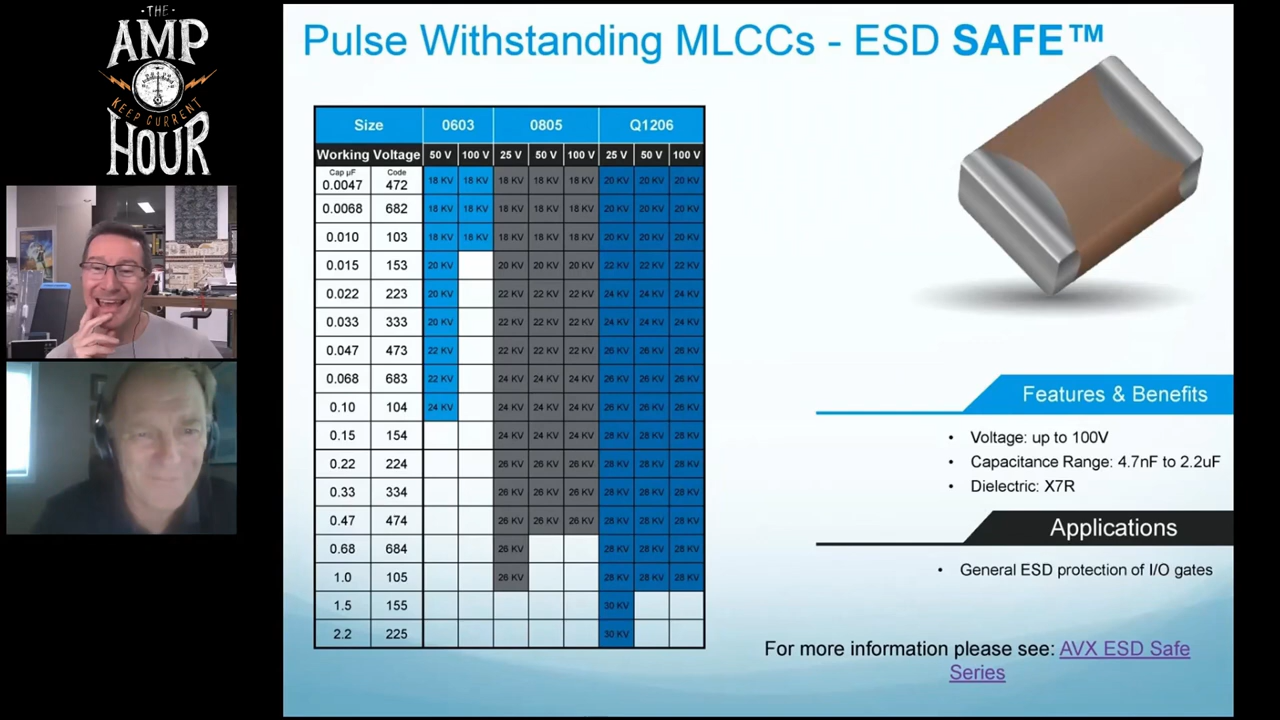 THE
AMP
KEEP CURRENT
HOUR
Pulse Withstanding MLCCs - ESD SAFE™
Size 0603 0805 Q1206
Working Voltage 50 V 100 V 25 V 50 V 100 V 25 V 50 V 100 V
Cap µF Code
0.0047 472 18 KV 18 KV 18 KV 18 KV 18 KV 20 KV 20 KV 20 KV
0.0068 682 18 KV 18 KV 18 KV 18 KV 18 KV 20 KV 20 KV 20 KV
0.010 103 18 KV 18 KV 18 KV 18 KV 18 KV 20 KV 20 KV 20 KV
0.015 153 20 KV 20 KV 20 KV 20 KV 22 KV 22 KV 22 KV
0.022 223 20 KV 22 KV 22 KV 22 KV 24 KV 24 KV 24 KV
0.033 333 20 KV 22 KV 22 KV 22 KV 24 KV 24 KV 24 KV
0.047 473 22 KV 22 KV 22 KV 22 KV 26 KV 26 KV 26 KV
0.068 683 22 KV 24 KV 24 KV 24 KV 26 KV 26 KV 26 KV
0.10 104 24 KV 24 KV 24 KV 24 KV 26 KV 26 KV 26 KV
0.15 154 24 KV 24 KV 24 KV 28 KV 28 KV 28 KV
0.22 224 26 KV 26 KV 26 KV 28 KV 28 KV 28 KV
0.33 334 26 KV 26 KV 26 KV 28 KV 28 KV 28 KV
0.47 474 26 KV 26 KV 26 KV 28 KV 28 KV 28 KV
0.68 684 26 KV 28 KV 28 KV 28 KV
1.0 105 26 KV 28 KV 28 KV 28 KV
1.5 155 30 KV
2.2 225 30 KV
Features & Benefits
• Voltage: up to 100V
• Capacitance Range: 4.7nF to 2.2uF
• Dielectric: X7R
Applications
• General ESD protection of I/O gates
For more information please see: AVX ESD Safe
Series